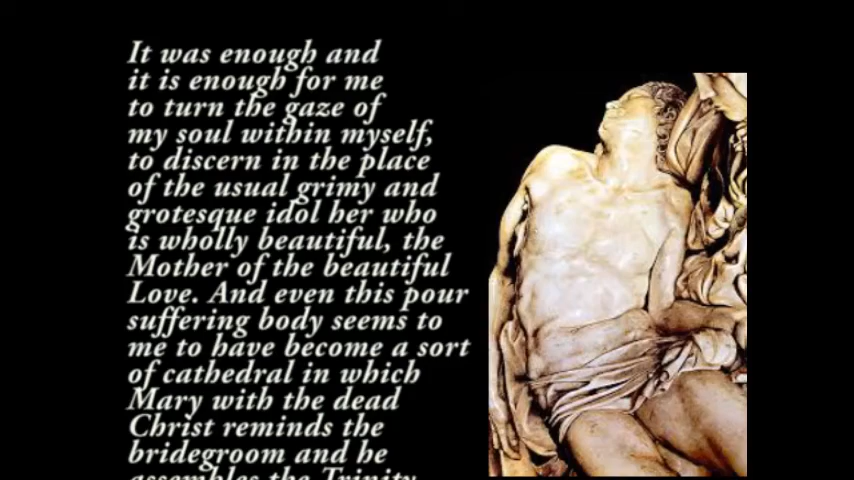 It was enough and
it is enough for me
to turn the gaze of
my soul within myself,
to discern in the place
of the usual grimy and
grotesque idol her who
is wholly beautiful, the
Mother of the beautiful
Love. And even this pour
suffering body seems to
me to have become a sort
of cathedral in which
Mary with the dead
Christ reminds the
bridegroom and he
assembles the Trinity